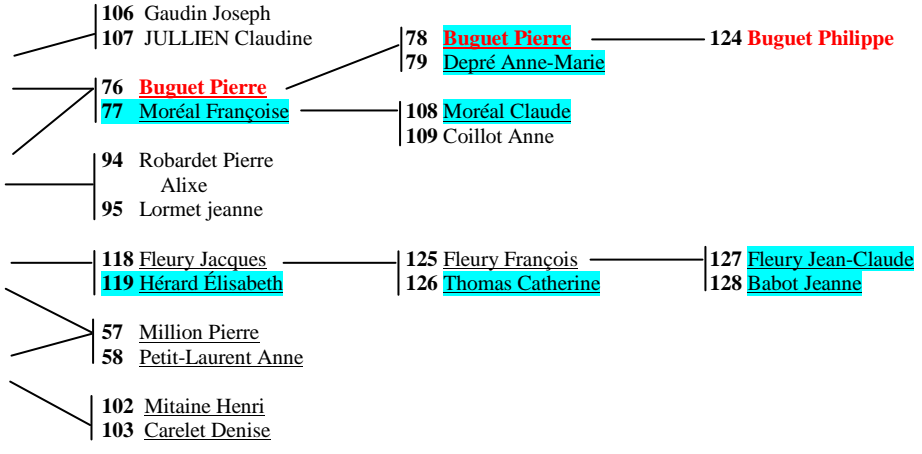 106 Gaudin Joseph
107 JULLIEN Claudine
78 Buguet Pierre
124 Buguet Philippe
79 Depré Anne-Marie
76 Buguet Pierre
77 Moréal Françoise
108 Moréal Claude
109 Coillot Anne
94 Robardet Pierre
Alixe
95 Lormet jeanne
118 Fleury Jacques
125 Fleury François
127 Fleury Jean-Claude
119 Hérard Élisabeth
126 Thomas Catherine
128 Babot Jeanne
57 Million Pierre
58 Petit-Laurent Anne
102 Mitaine Henri
103 Carelet Denise